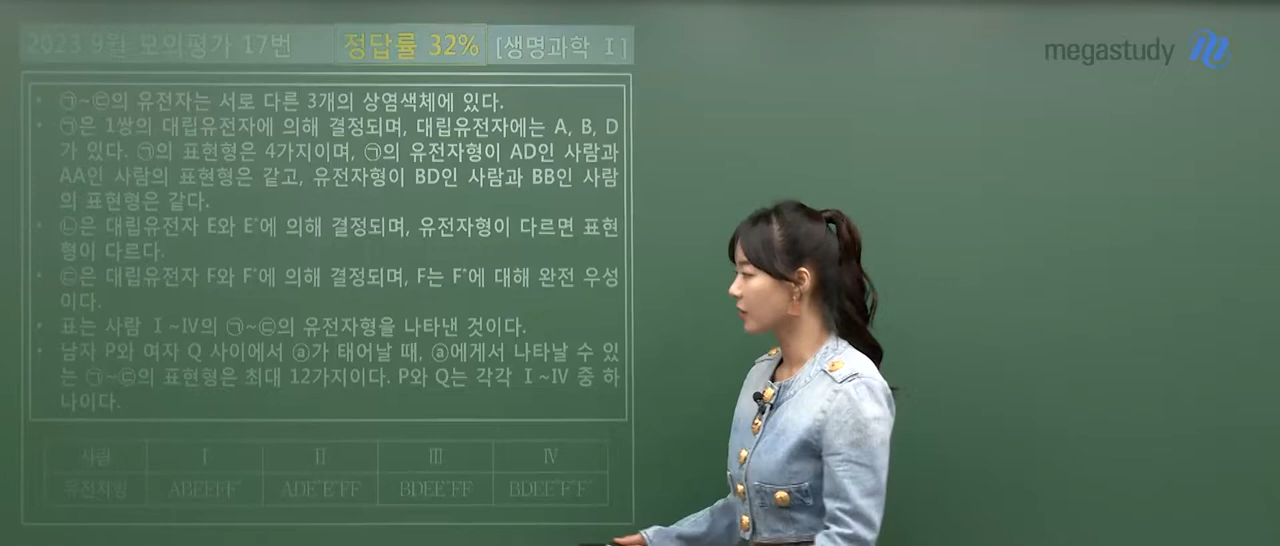 2023 9월 모의평가 17번
정답률 32%
[생명과학 Ⅰ]
megastudy
• ㉠~㉢의 유전자는 서로 다른 3개의 상염색체에 있다.
• ㉠은 1쌍의 대립유전자에 의해 결정되며, 대립유전자에는 A, B, D
가 있다. ㉠의 표현형은 4가지이며, ㉠의 유전자형이 AD인 사람과
AA인 사람의 표현형은 같고, 유전자형이 BD인 사람과 BB인 사람
의 표현형은 같다.
• ㉡은 대립유전자 E와 E*에 의해 결정되며, 유전자형이 다르면 표현
형이 다르다.
• ㉢은 대립유전자 F와 F*에 의해 결정되며, F는 F*에 대해 완전 우성
이다.
• 표는 사람 Ⅰ~Ⅳ의 ㉠~㉢의 유전자형을 나타낸 것이다.
• 남자 P와 여자 Q 사이에서 ⓐ가 태어날 때, ⓐ에게서 나타날 수 있
는 ㉠~㉢의 표현형은 최대 12가지이다. P와 Q는 각각 Ⅰ~Ⅳ 중 하
나이다.
사람 Ⅰ Ⅱ Ⅲ Ⅳ
유전자형